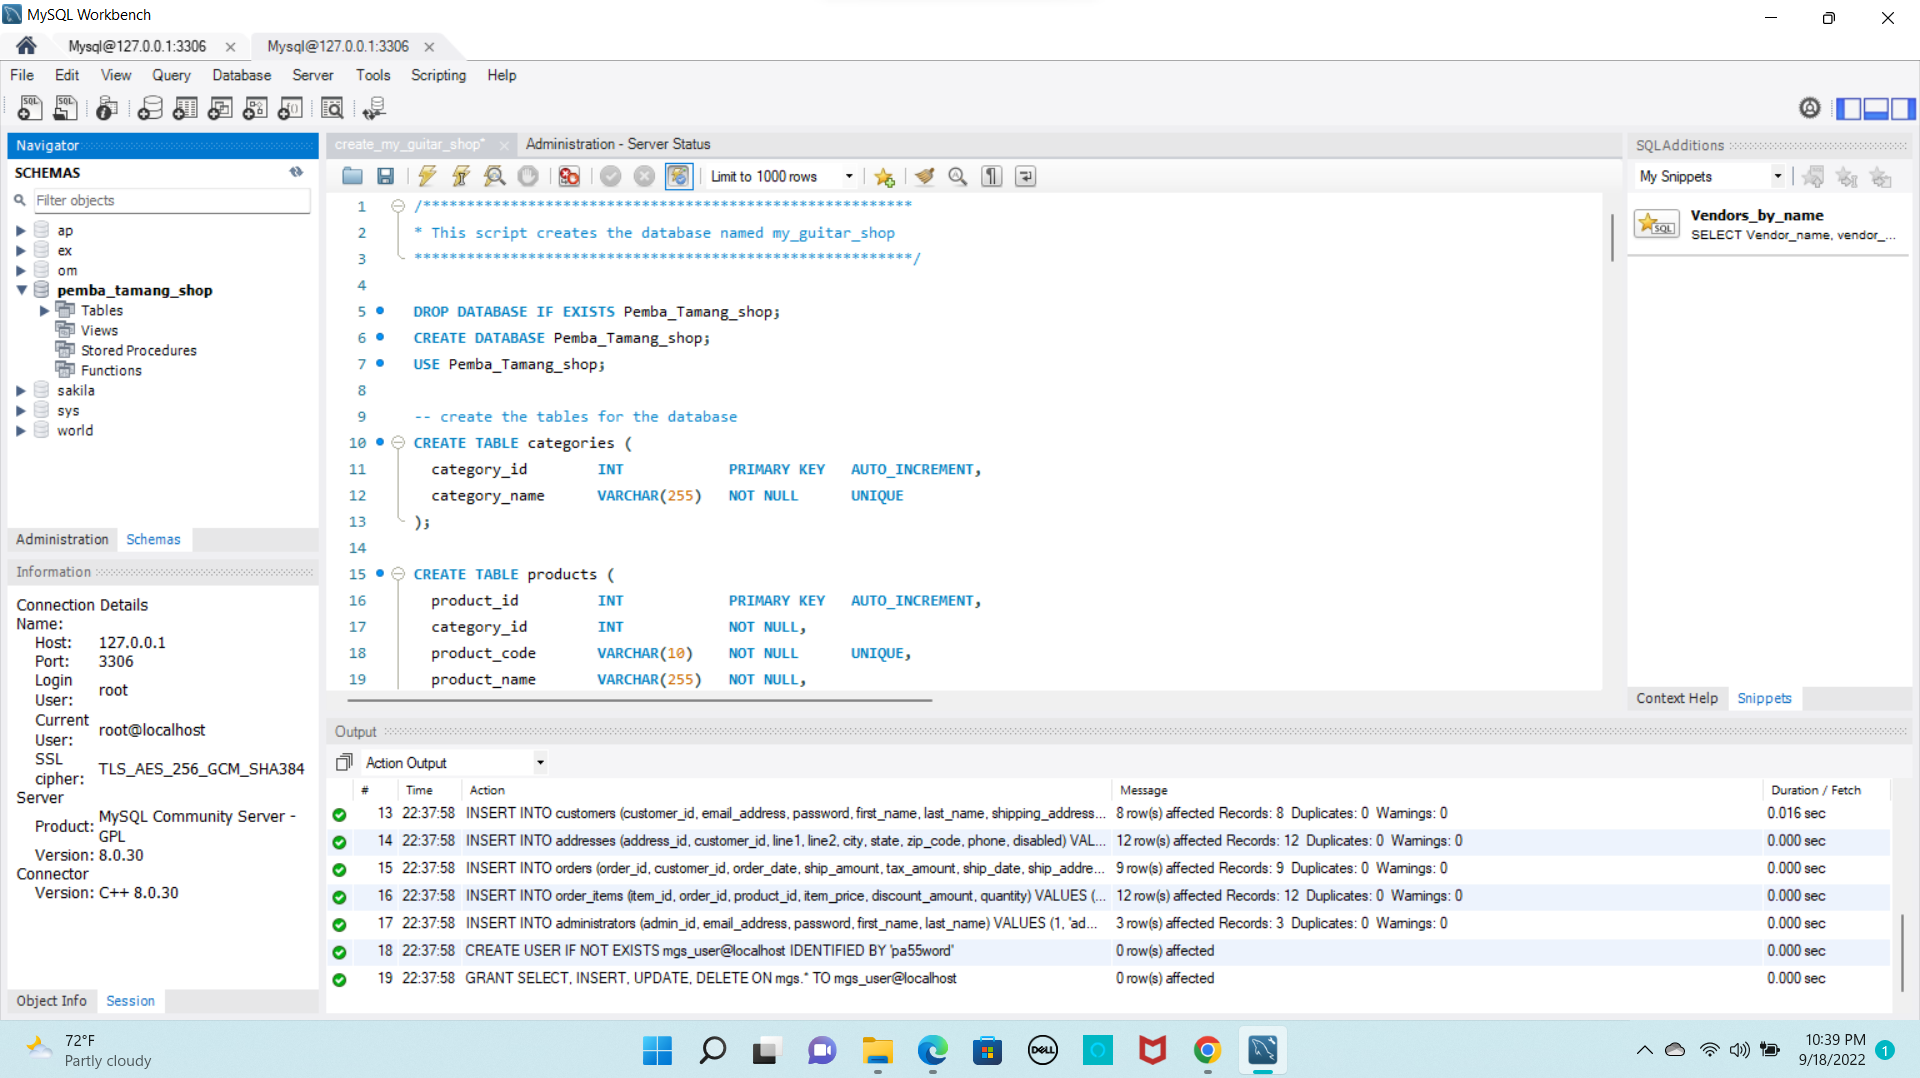 MySQL Workbench
Mysql@127.0.0.1:3306
Mysql@127.0.0.1:3306
File Edit View Query Database Server Tools Scripting Help
Navigator
SCHEMAS
Filter objects
ap
ex
om
pemba_tamang_shop
Tables
Views
Stored Procedures
Functions
sakila
sys
world
Administration Schemas
Information
Connection Details
Name:
Host: 127.0.0.1
Port: 3306
Login
User: root
Current
User: root@localhost
SSL
cipher: TLS_AES_256_GCM_SHA384
Server
Product: MySQL Community Server -
GPL
Version: 8.0.30
Connector
Version: C++ 8.0.30
Object Info Session
create_my_guitar_shop* Administration - Server Status
Limit to 1000 rows
1 /********************************************************
2 * This script creates the database named my_guitar_shop
3 *********************************************************/
4
5 DROP DATABASE IF EXISTS Pemba_Tamang_shop;
6 CREATE DATABASE Pemba_Tamang_shop;
7 USE Pemba_Tamang_shop;
8
9 -- create the tables for the database
10 CREATE TABLE categories (
11 category_id INT PRIMARY KEY AUTO_INCREMENT,
12 category_name VARCHAR(255) NOT NULL UNIQUE
13 );
14
15 CREATE TABLE products (
16 product_id INT PRIMARY KEY AUTO_INCREMENT,
17 category_id INT NOT NULL,
18 product_code VARCHAR(10) NOT NULL UNIQUE,
19 product_name VARCHAR(255) NOT NULL,
SQLAdditions
My Snippets
Vendors_by_name
SELECT Vendor_name, vendor_...
SQL
Context Help Snippets
Output
Action Output
# Time Action Message Duration / Fetch
13 22:37:58 INSERT INTO customers (customer_id, email_address, password, first_name, last_name, shipping_address... 8 row(s) affected Records: 8 Duplicates: 0 Warnings: 0 0.016 sec
14 22:37:58 INSERT INTO addresses (address_id, customer_id, line1, line2, city, state, zip_code, phone, disabled) VAL... 12 row(s) affected Records: 12 Duplicates: 0 Warnings: 0 0.000 sec
15 22:37:58 INSERT INTO orders (order_id, customer_id, order_date, ship_amount, tax_amount, ship_date, ship_addre... 9 row(s) affected Records: 9 Duplicates: 0 Warnings: 0 0.000 sec
16 22:37:58 INSERT INTO order_items (item_id, order_id, product_id, item_price, discount_amount, quantity) VALUES (... 12 row(s) affected Records: 12 Duplicates: 0 Warnings: 0 0.000 sec
17 22:37:58 INSERT INTO administrators (admin_id, email_address, password, first_name, last_name) VALUES (1, 'ad... 3 row(s) affected Records: 3 Duplicates: 0 Warnings: 0 0.000 sec
18 22:37:58 CREATE USER IF NOT EXISTS mgs_user@localhost IDENTIFIED BY 'pa55word' 0 row(s) affected 0.000 sec
19 22:37:58 GRANT SELECT, INSERT, UPDATE, DELETE ON mgs.* TO mgs_user@localhost 0 row(s) affected 0.000 sec
72°F
Partly cloudy
DELL
10:39 PM
9/18/2022
1